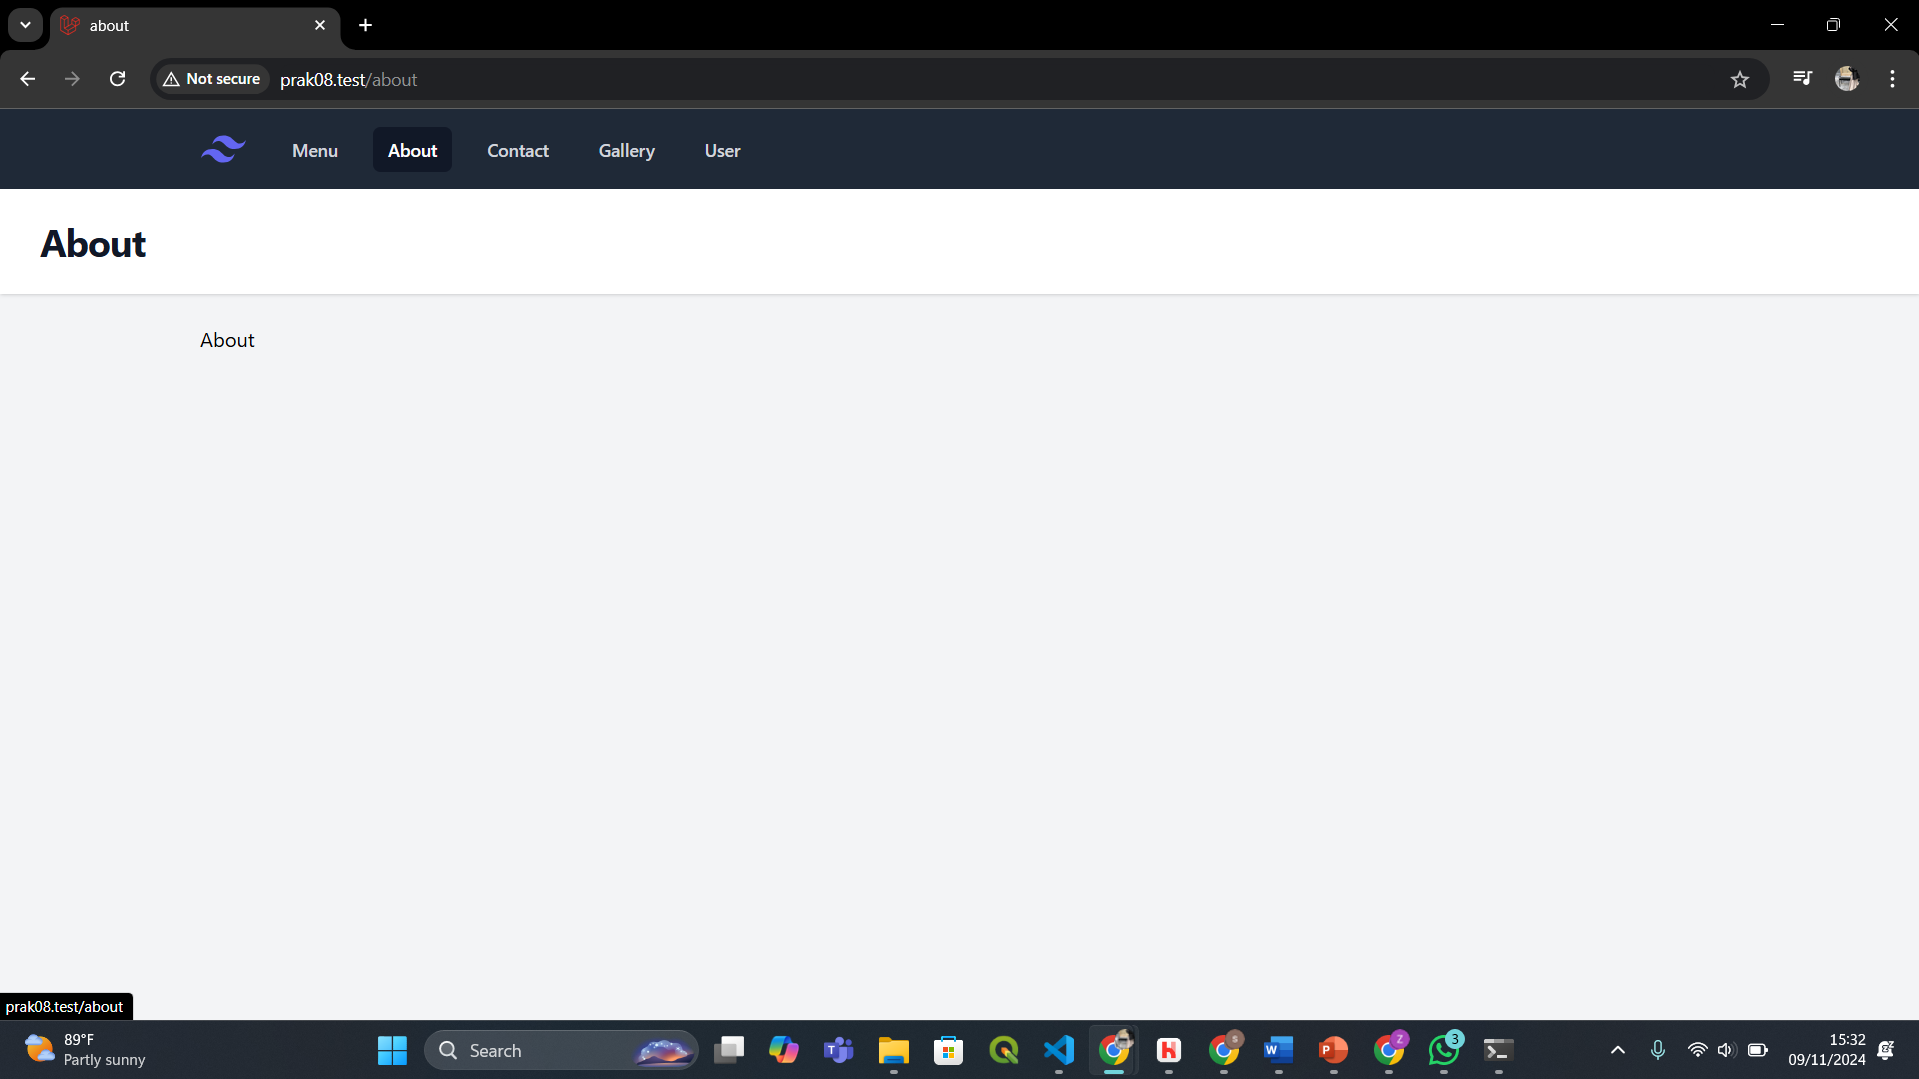 about
Not secure
prak08.test/about
Menu
About
Contact
Gallery
User
About
About
prak08.test/about
89°F
Partly sunny
Search
T
W
P
S
Z
3
15:32
09/11/2024